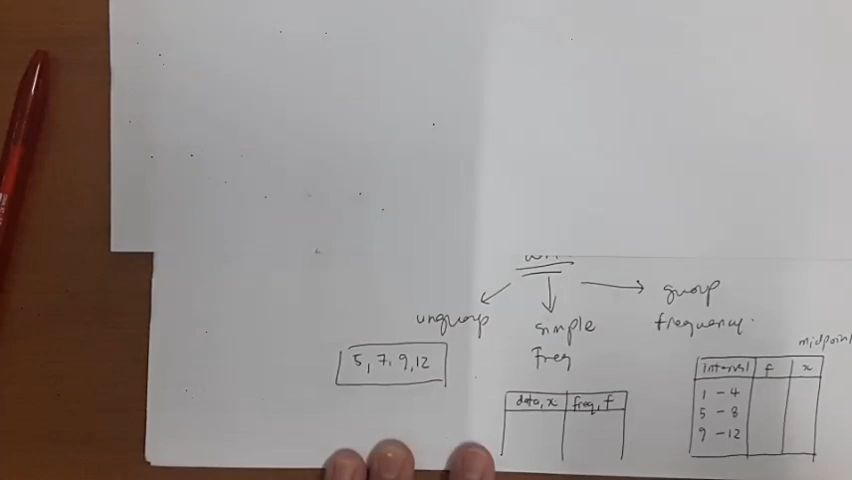 ungroup
5, 7, 9, 12
simple
freq
data, x freq, f
group
frequency.
midpoint
interval f x
1 - 4
5 - 8
9 - 12